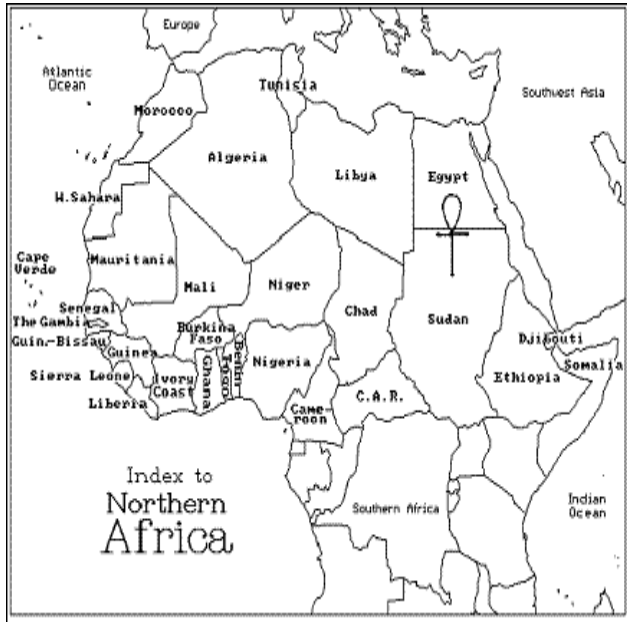 Europe
Atlantic
Ocean
Tunisia
Southwest Asia
Morocco
Algeria
Libya
Egypt
W.Sahara
Cape
Verde
Mauritania
Mali
Niger
Chad
Sudan
Senegal
The Gambia
Guin.-Bissau
Guinea
Burkina
Faso
Benin
Togo
Ghana
Nigeria
Djibouti
Somalia
Ethiopia
Sierra Leone
Ivory
Coast
Liberia
Came-
roon
C.A.R.
Index to
Northern
Africa
Southern Africa
Indian
Ocean